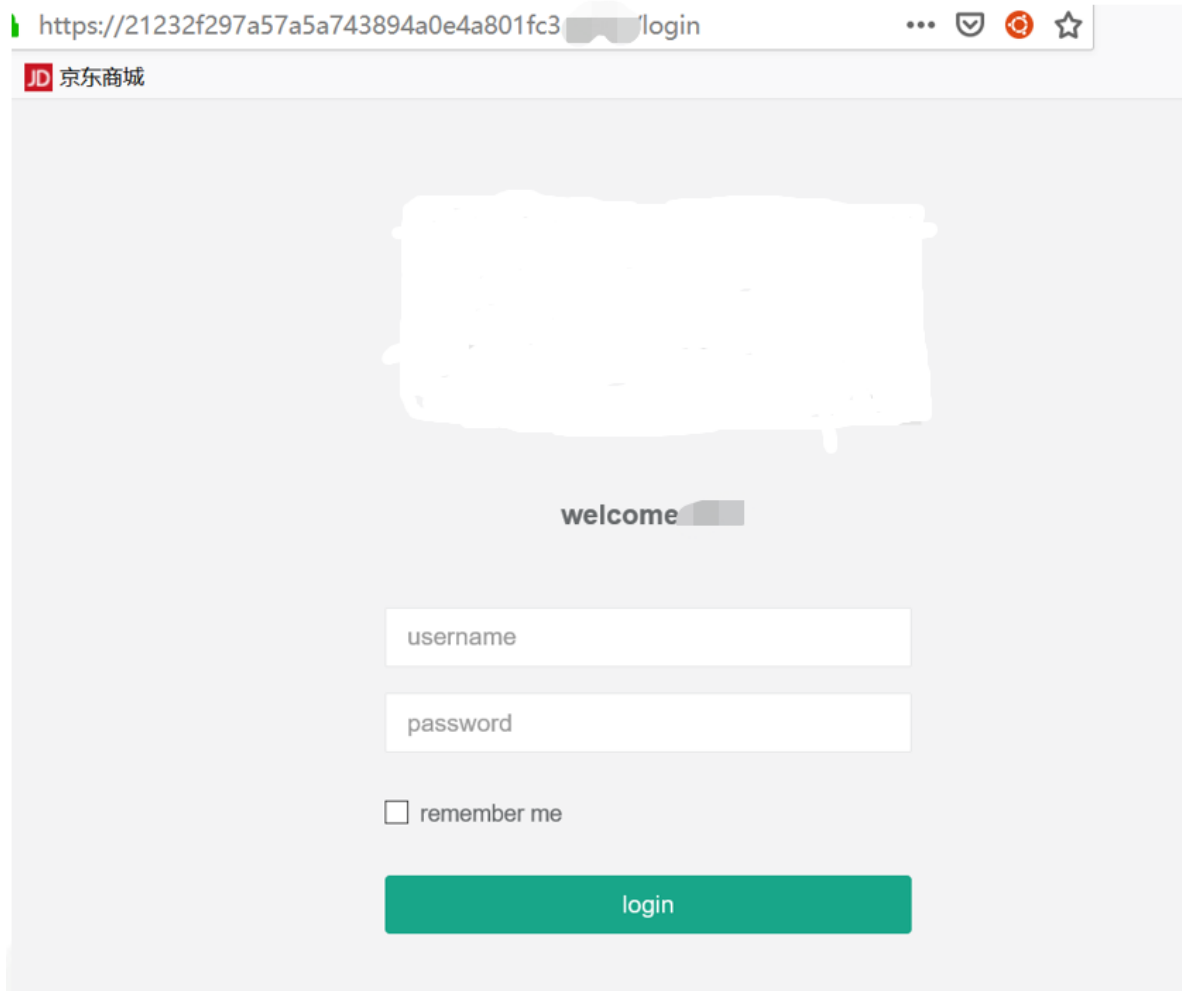 https://21232f297a57a5a743894a0e4a801fc3 /login
JD 京东商城
welcome
username
password
remember me
login